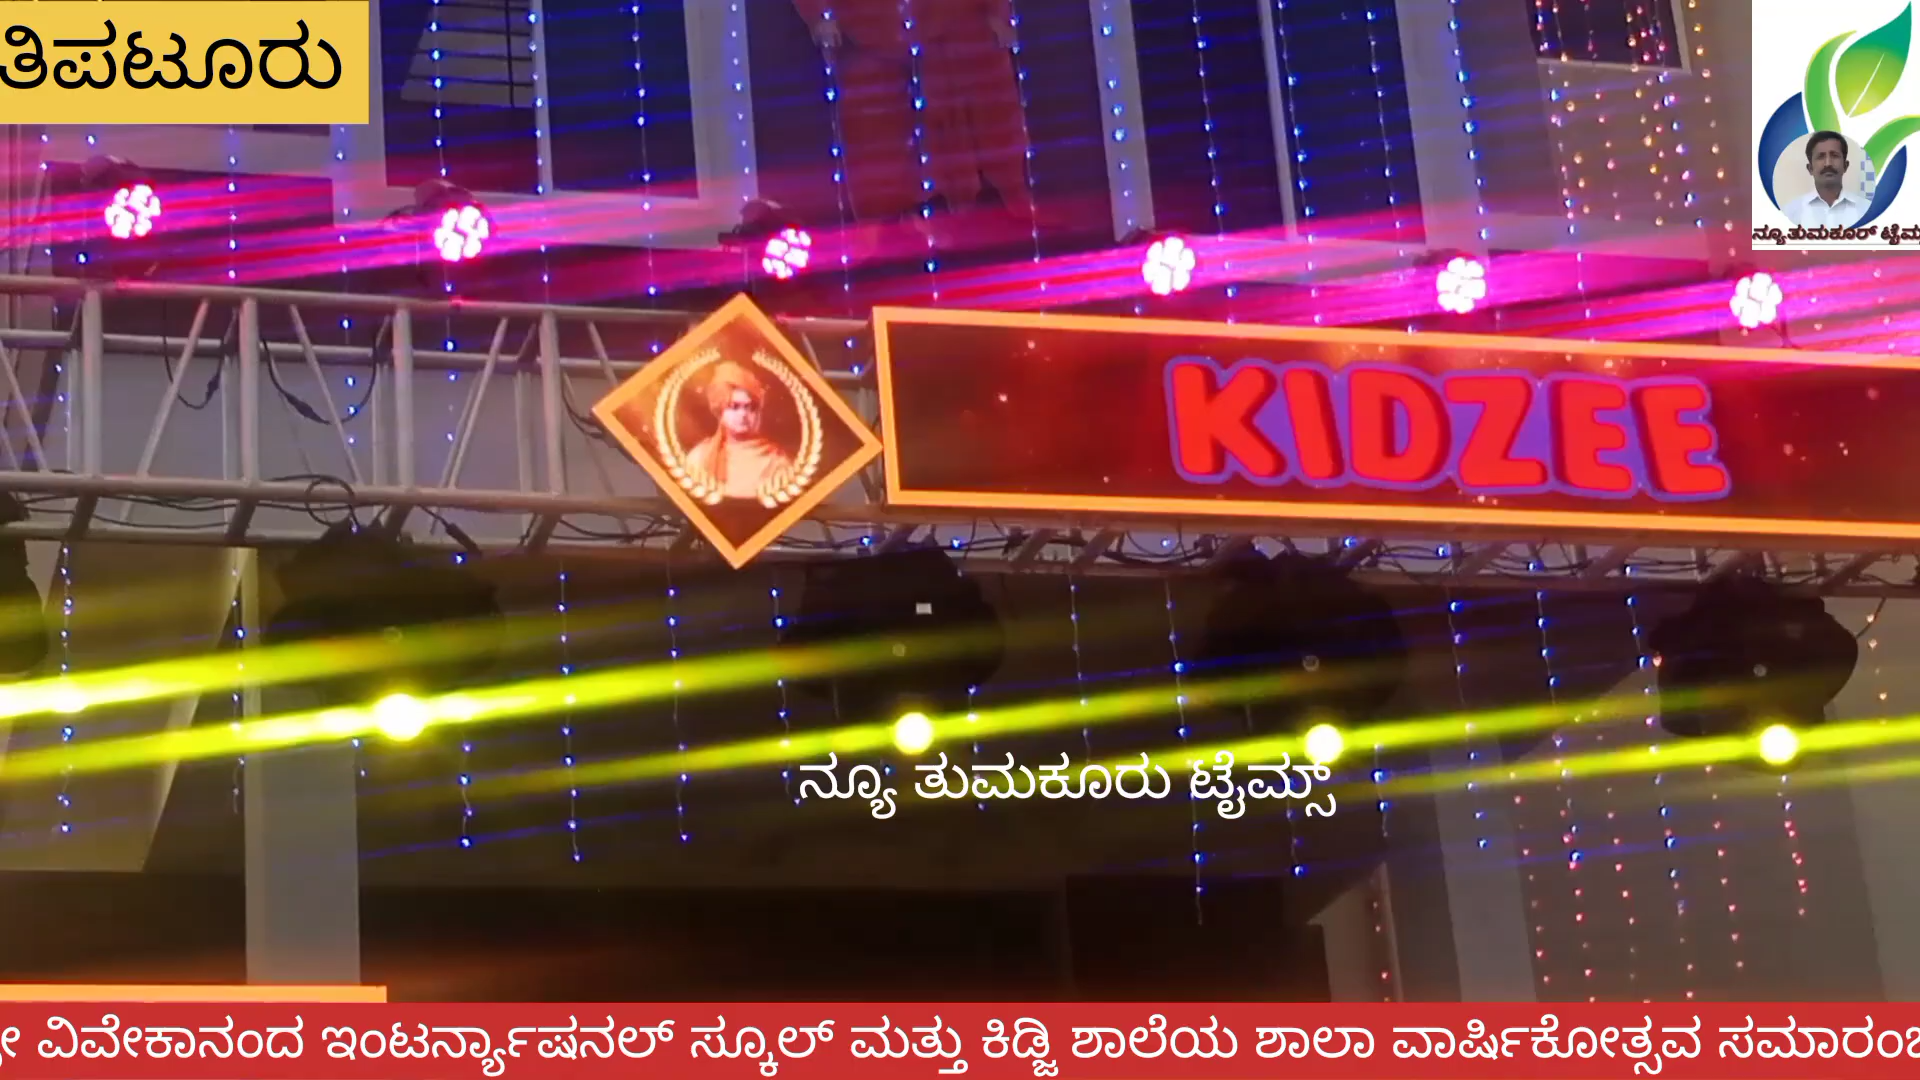 ತಿಪಟೂರು
ನ್ಯೂ ತುಮಕೂರ್ ಟೈಮ್ಸ
KIDZEE
ನ್ಯೂ ತುಮಕೂರು ಟೈಮ್ಸ್
ವಿವೇಕಾನಂದ ಇಂಟರ್ನ್ಯಾಷನಲ್ ಸ್ಕೂಲ್ ಮತ್ತು ಕಿಡ್ಜಿ ಶಾಲೆಯ ಶಾಲಾ ವಾರ್ಷಿಕೋತ್ಸವ ಸಮಾರಂಭ